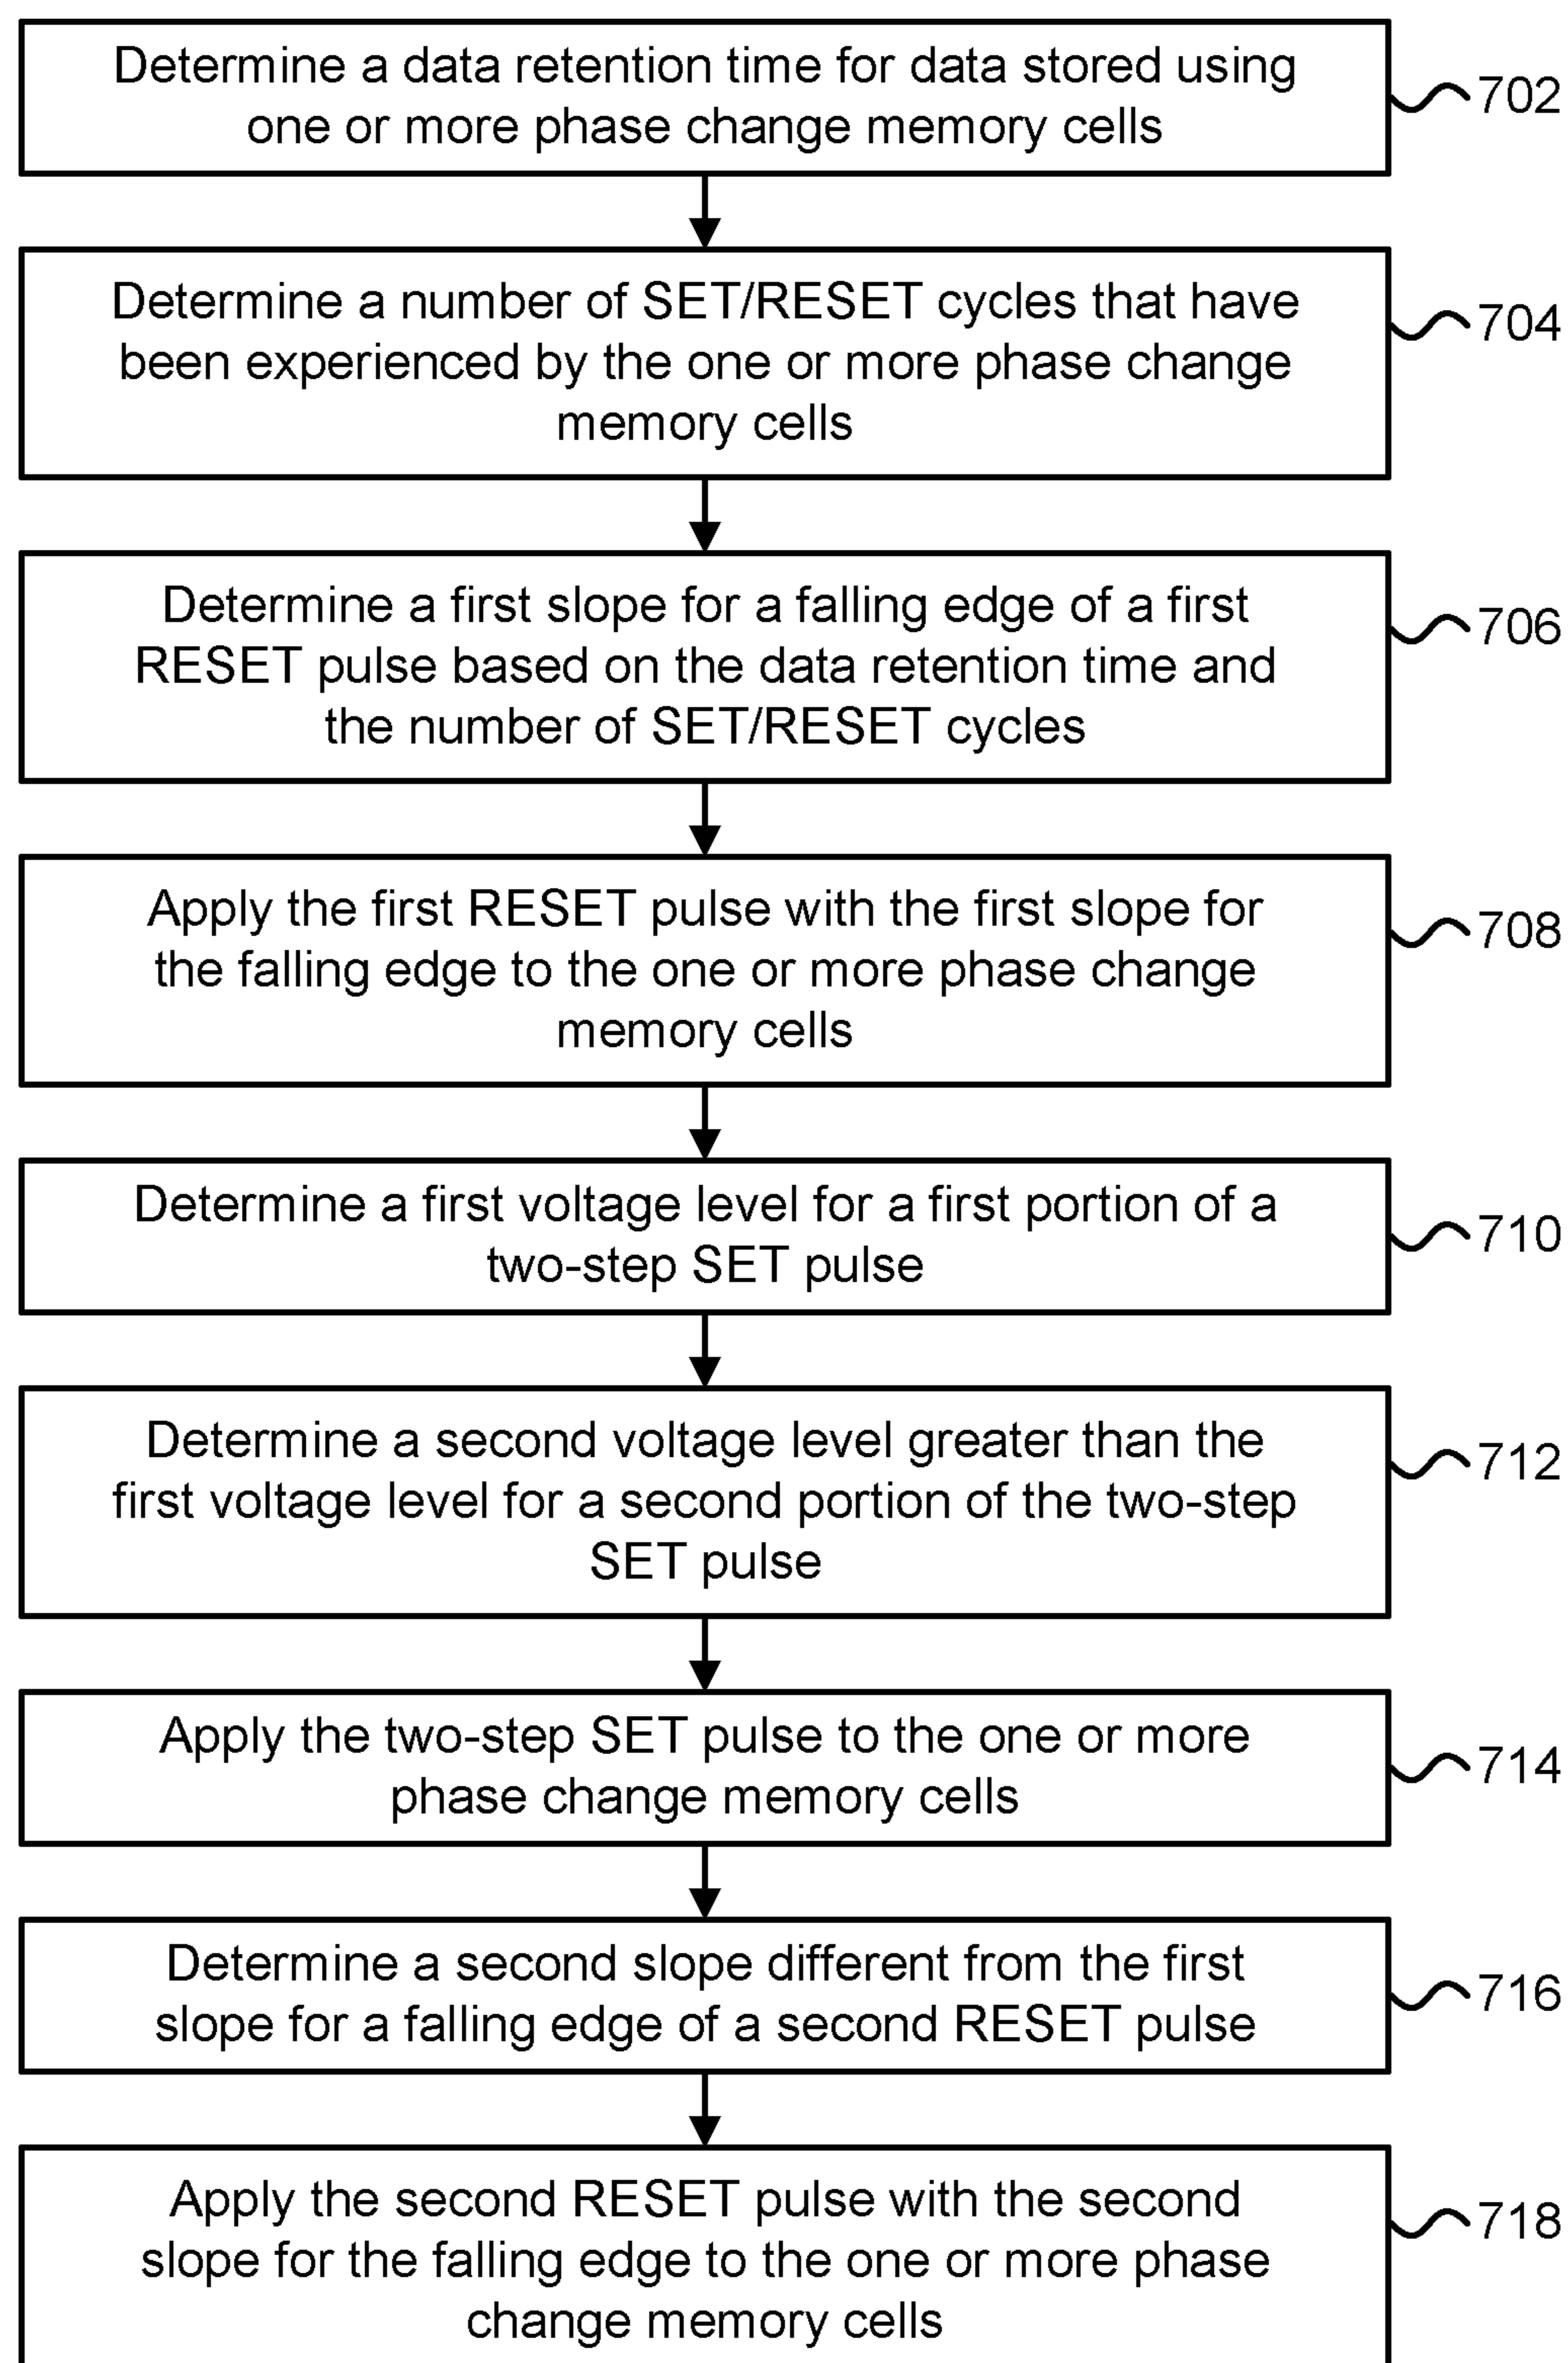 Determine a data retention time for data stored using
one or more phase change memory cells
702
Determine a number of SET/RESET cycles that have
been experienced by the one or more phase change
memory cells
704
Determine a first slope for a falling edge of a first
RESET pulse based on the data retention time and
the number of SET/RESET cycles
706
Apply the first RESET pulse with the first slope for
the falling edge to the one or more phase change
memory cells
708
Determine a first voltage level for a first portion of a
two-step SET pulse
710
Determine a second voltage level greater than the
first voltage level for a second portion of the two-step
SET pulse
712
Apply the two-step SET pulse to the one or more
phase change memory cells
714
Determine a second slope different from the first
slope for a falling edge of a second RESET pulse
716
Apply the second RESET pulse with the second
slope for the falling edge to the one or more phase
change memory cells
718